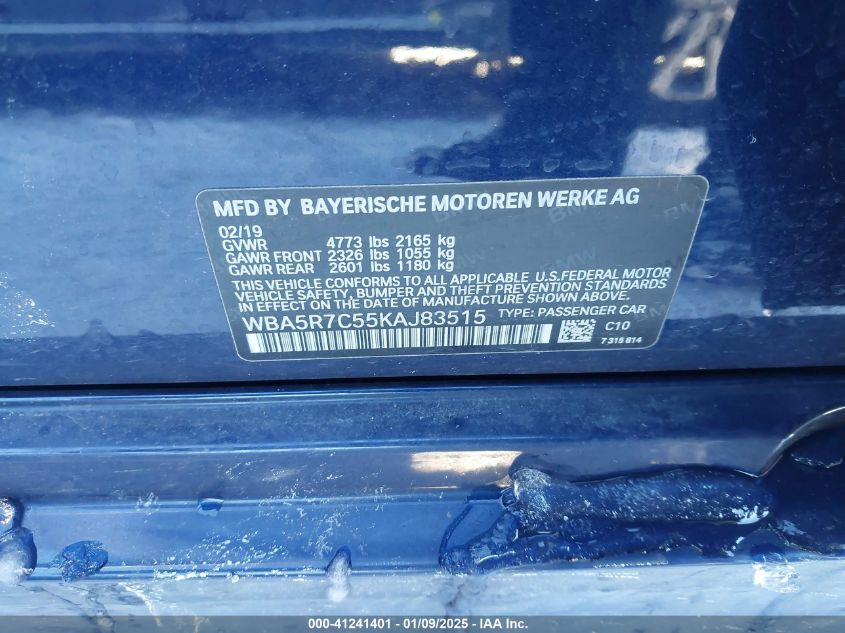 MFD BY BAYERISCHE MOTOREN WERKE AG
02/19
GVWR 4773 lbs 2165 kg
GAWR FRONT 2326 lbs 1055 kg
GAWR REAR 2601 lbs 1180 kg
THIS VEHICLE CONFORMS TO ALL APPLICABLE U.S.FEDERAL MOTOR
VEHICLE SAFETY, BUMPER AND THEFT PREVENTION STANDARDS
IN EFFECT ON THE DATE OF MANUFACTURE SHOWN ABOVE.
WBA5R7C55KAJ83515 TYPE: PASSENGER CAR
C10
7315814
000-41241401 - 01/09/2025 - IAA Inc.